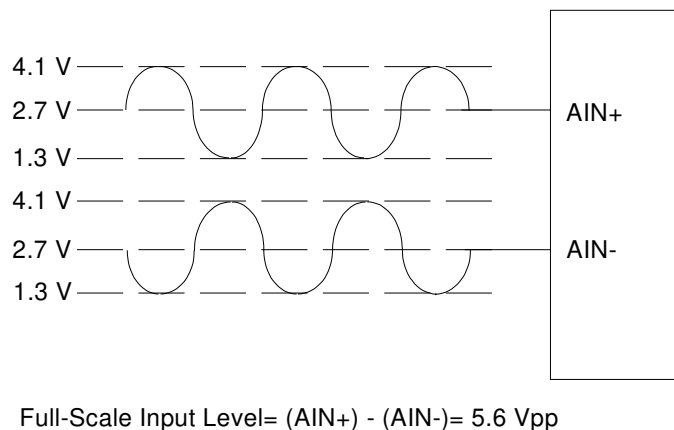 4.1 V
2.7 V
AIN+
1.3 V
4.1 V
2.7 V
AIN-
1.3 V
Full-Scale Input Level= (AIN+) - (AIN-)= 5.6 Vpp